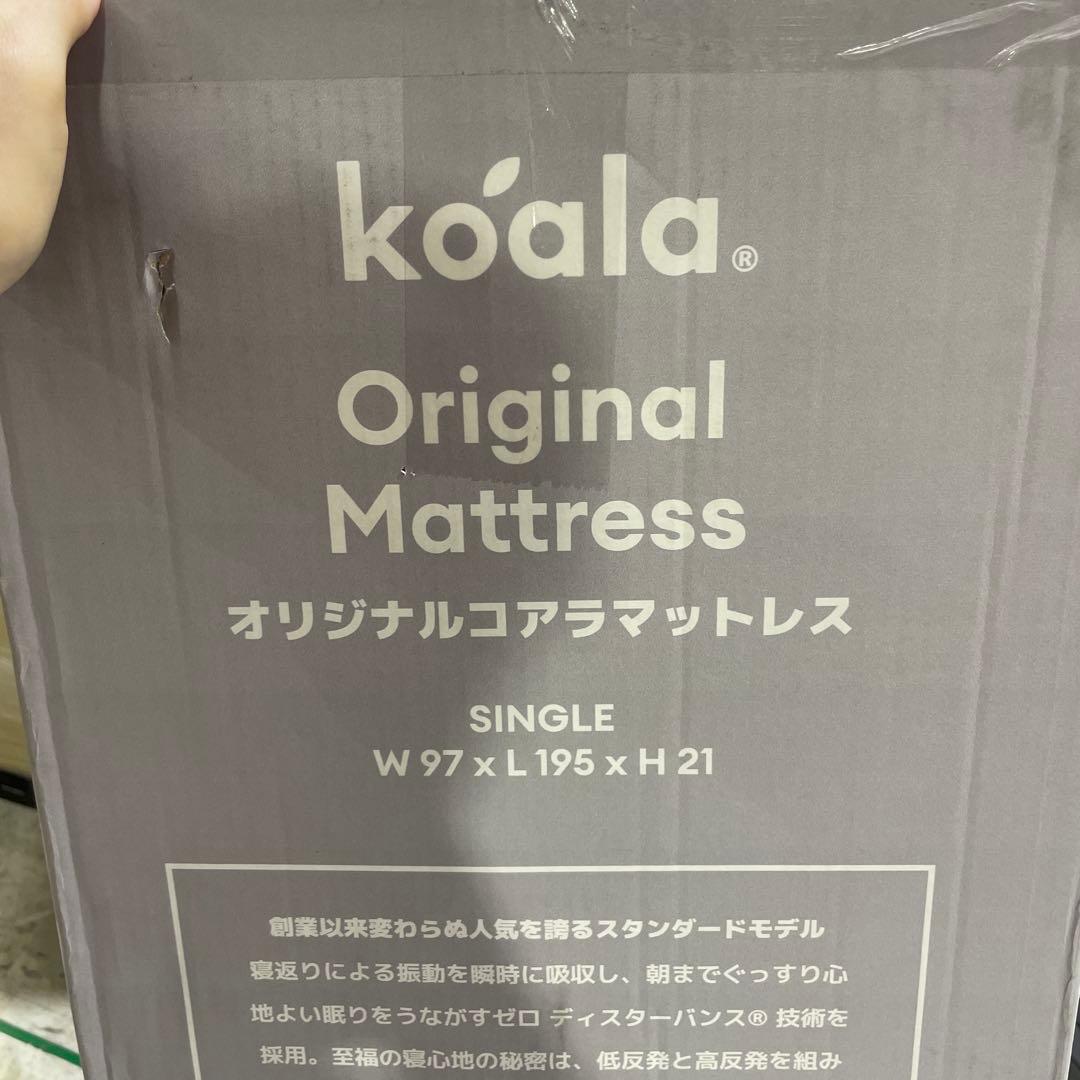 koala®
Original
Mattress
オリジナルコアラマットレス
SINGLE
W 97 x L 195 x H 21
創業以来変わらぬ人気を誇るスタンダードモデル
寝返りによる振動を瞬時に吸収し、朝までぐっすり心
地よい眠りをうながすゼロ ディスターバンス® 技術を
採用。至福の寝心地の秘密は、低反発と高反発を組み